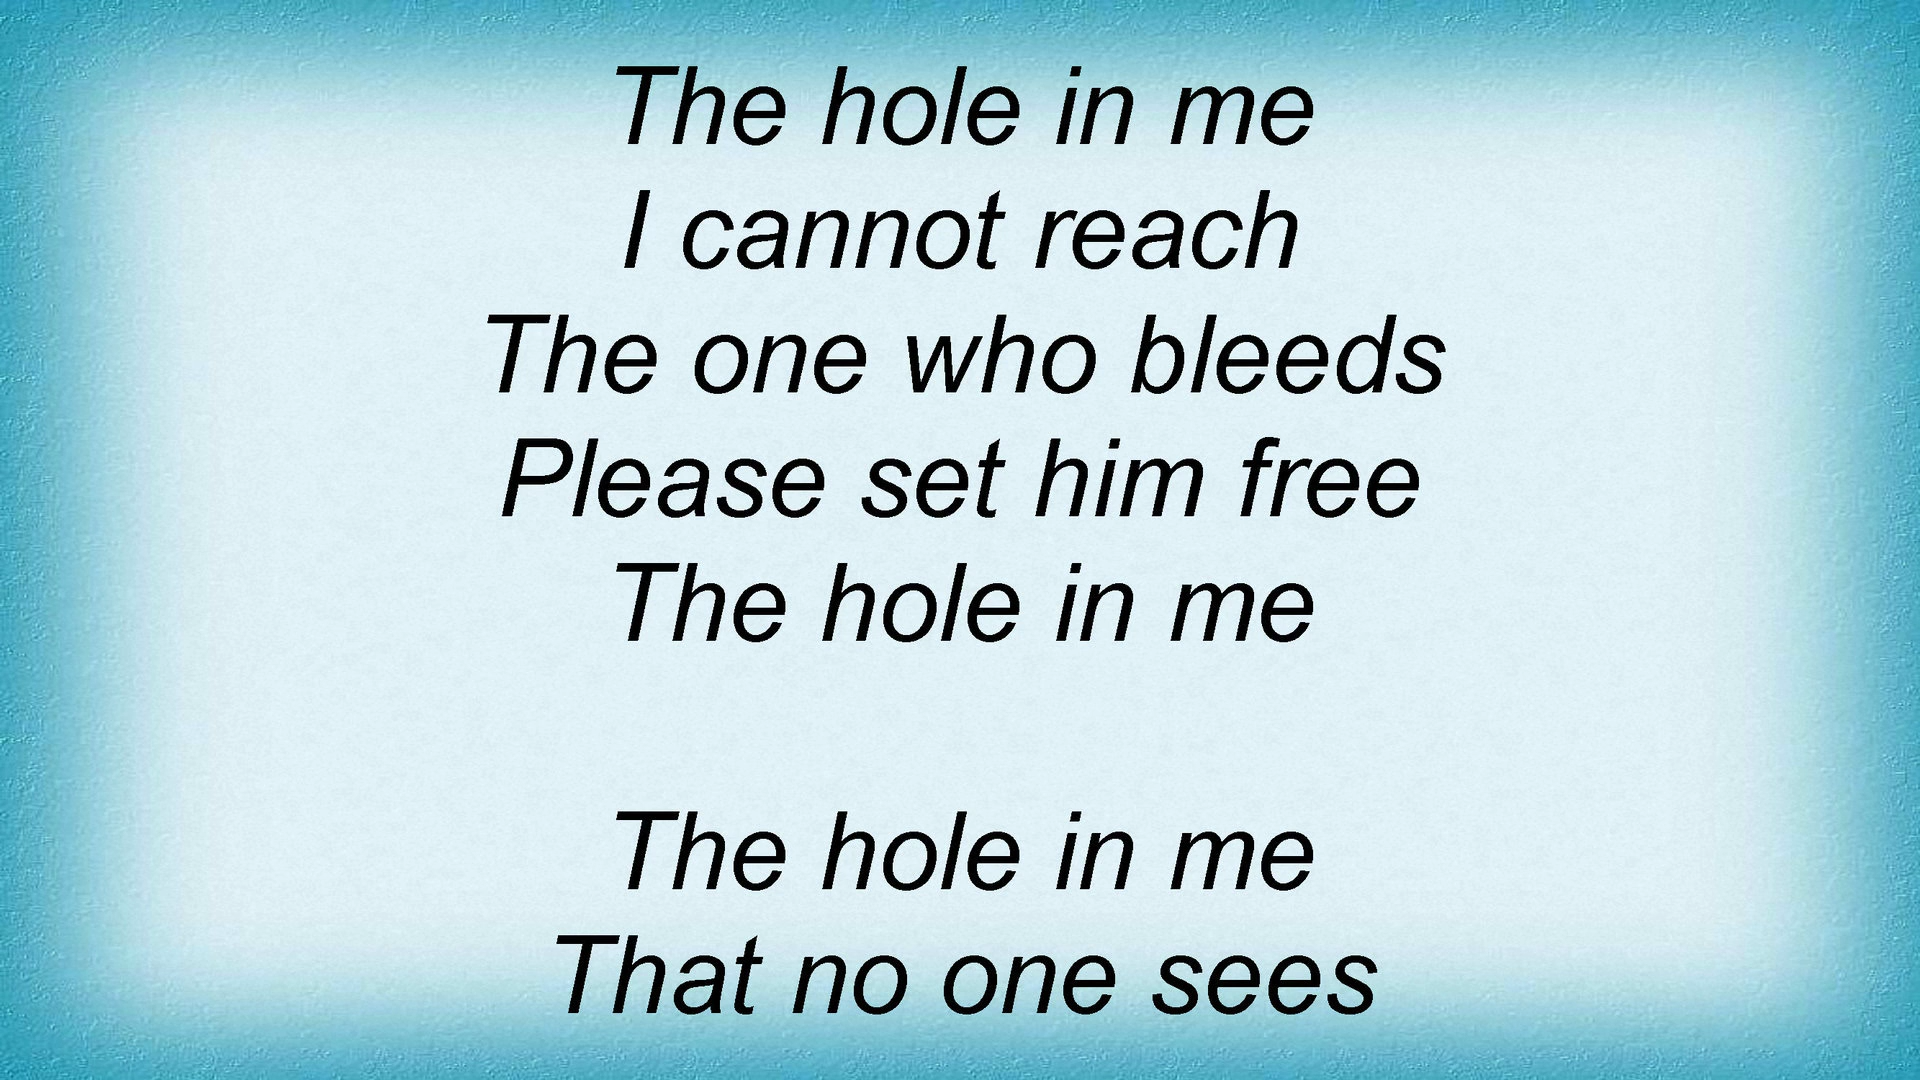 The hole in me
I cannot reach
The one who bleeds
Please set him free
The hole in me
The hole in me
That no one sees